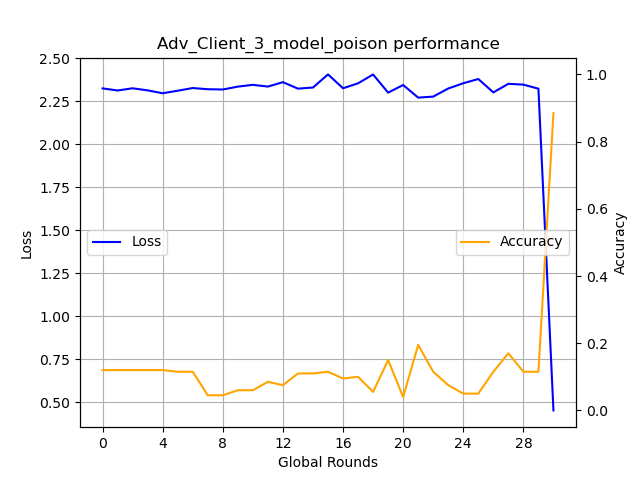 Adv_Client_3_model_poison performance
2.50
2.25
2.00
1.75
1.50
1.25
1.00
0.75
0.50
Loss
Loss
Accuracy
1.0
0.8
0.6
0.4
0.2
0.0
Accuracy
0 4 8 12 16 20 24 28
Global Rounds